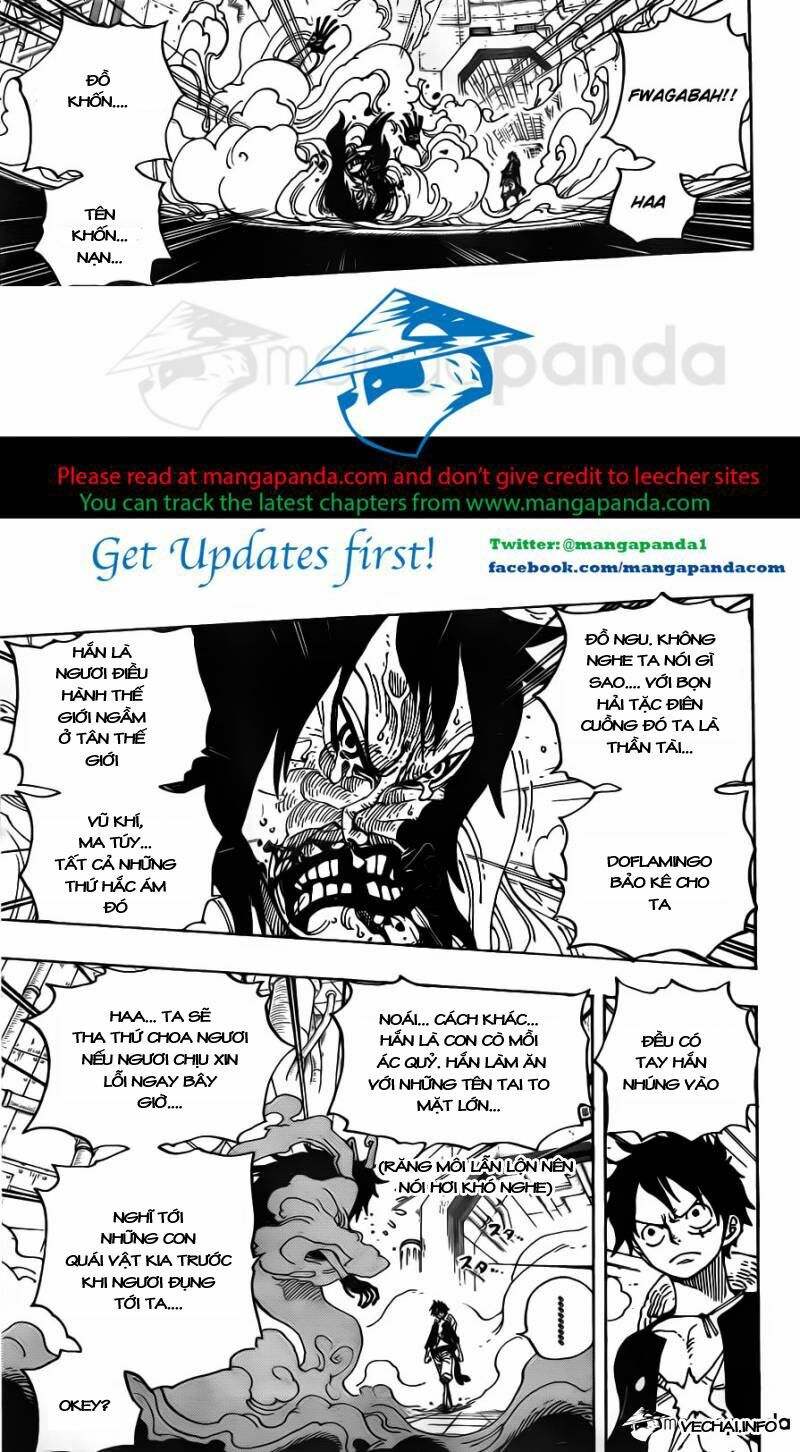 FWAGABAH!!
HAA
ĐỒ
KHỐN....
TÊN
KHỐN...
NẠN...
mangapanda
Please read at mangapanda.com and don't give credit to leecher sites
You can track the latest chapters from www.mangapanda.com
Get Updates first!
Twitter: @mangapanda1
facebook.com/mangapandacom
ĐỒ NGU. KHÔNG
NGHE TA NÓI GÌ
SAO.... VỚI BỌN
HẢI TẶC ĐIÊN
CUỒNG ĐÓ TA LÀ
THẦN TÀI...
DOFLAMINGO
BẢO KÊ CHO
TA
HẮN LÀ
NGƯƠI ĐIỀU
HÀNH THẾ
GIỚI NGẦM
Ở TÂN THẾ
GIỚI
VŨ KHÍ,
MA TÚY...
TẤT CẢ NHỮNG
THỨ HẮC ÁM
ĐÓ
ĐỀU CÓ
TAY HẮN
NHÚNG VÀO
NOÁI... CÁCH KHÁC...
HẮN LÀ CON CÒ MỒI
ÁC QUỶ. HẮN LÀM ĂN
VỚI NHỮNG TÊN TAI TO
MẶT LỚN...
(RĂNG MÔI LẪN LỘN NÊN
NÓI HƠI KHÓ NGHE)
HAA... TA SẼ
THA THỨ CHOA NGƯƠI
NẾU NGƯƠI CHỊU XIN
LỖI NGAY BÂY
GIỜ....
NGHĨ TỚI
NHỮNG CON
QUÁI VẬT KIA TRƯỚC
KHI NGƯƠI ĐỤNG
TỚI TA....
OKEY?
VECHAI.INFO